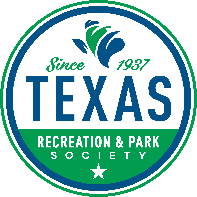 Since 1937
TEXAS
RECREATION & PARK
SOCIETY